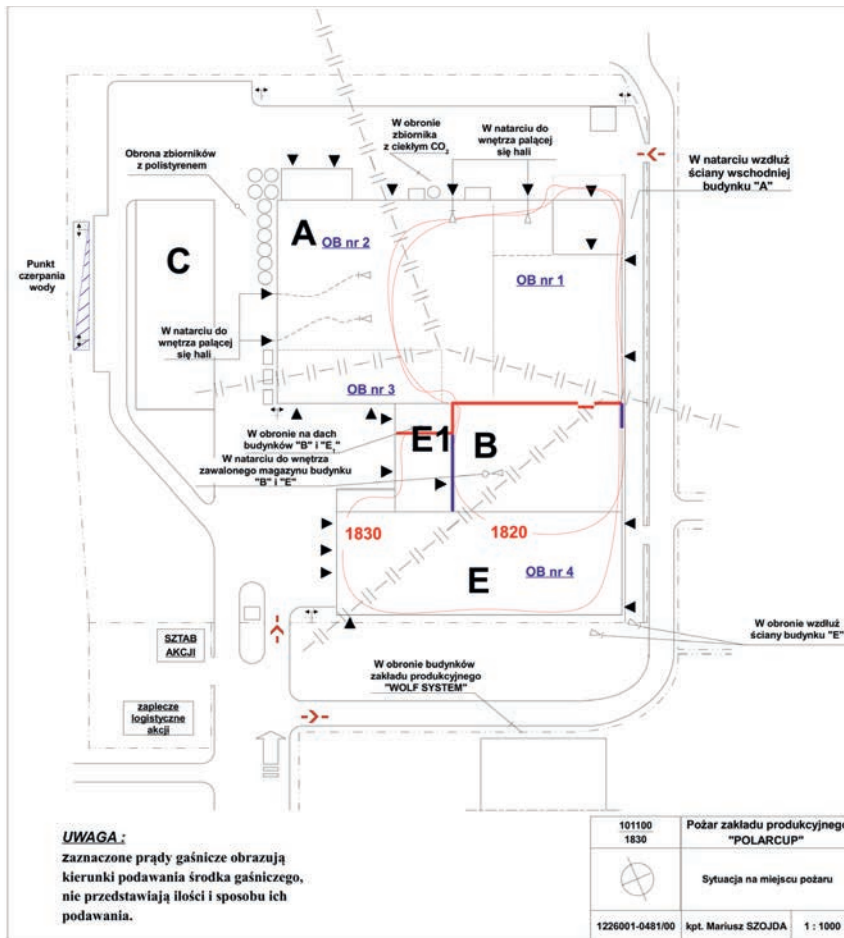 W obronie
zbiornika
z ciekłym CO2
W natarciu do
wnętrza palącej
się hali
Obrona zbiorników
z polistyrenem
W natarciu wzdłuż
ściany wschodniej
budynku "A"
A
OB nr 2
C
OB nr 1
Punkt
czerpania
wody
W natarciu do
wnętrza palącej
się hali
OB nr 3
W obronie na dach
budynków "B" i "E1"
E1
B
W natarciu do wnętrza
zawalonego magazynu budynku
"B" i "E"
1830
1820
E
OB nr 4
SZTAB
AKCJI
W obronie wzdłuż
ściany budynku "E"
W obronie budynków
zakładu produkcyjnego
"WOLF SYSTEM"
zaplecze
logistyczne
akcji
UWAGA :
zaznaczone prądy gaśnicze obrazują
kierunki podawania środka gaśniczego,
nie przedstawiają ilości i sposobu ich
podawania.
101100
1830
Pożar zakładu produkcyjnego
"POLARCUP"
Sytuacja na miejscu pożaru
1226001-0481/00 kpt. Mariusz SZOJDA 1 : 1000